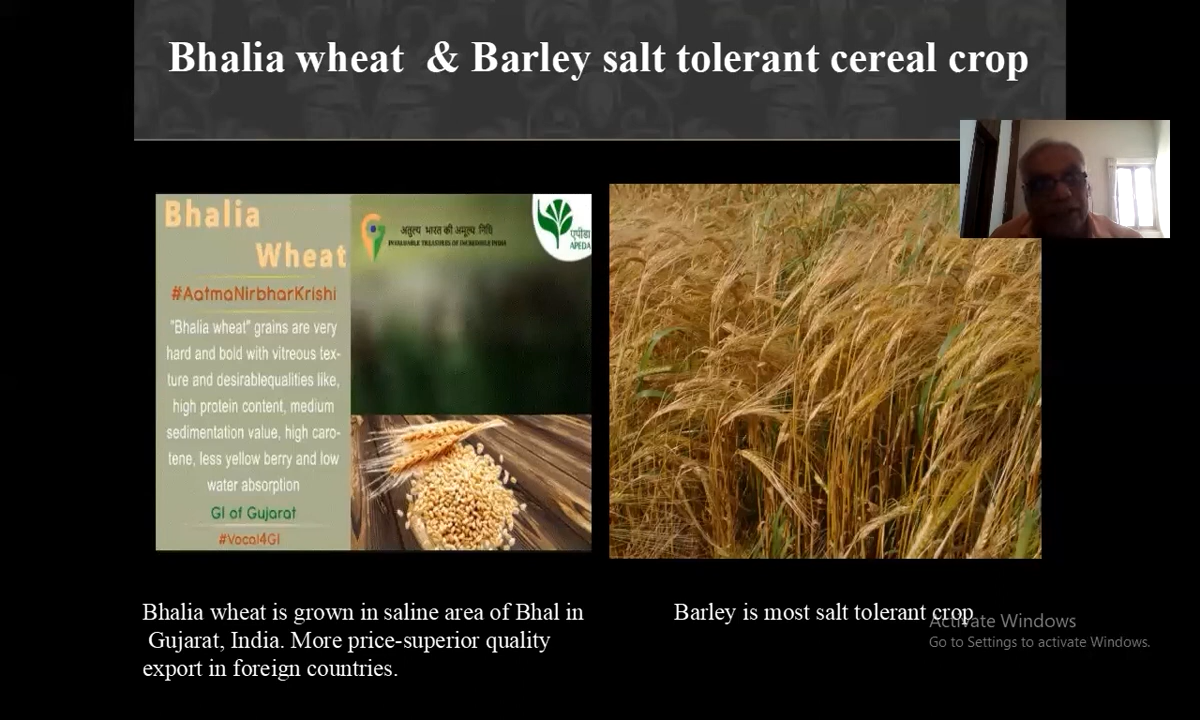 Bhalia wheat & Barley salt tolerant cereal crop
Bhalia
Wheat
#AatmaNirbharKrishi
"Bhalia wheat" grains are very
hard and bold with vitreous tex-
ture and desirablequalities like,
high protein content, medium
sedimentation value, high caro-
tene, less yellow berry and low
water absorption
GI of Gujarat
#Vocal4GI
अतुल्य भारत की अमूल्य निधि
INVALUABLE TREASURES OF INCREDIBLE INDIA
एपीडा
APEDA
Bhalia wheat is grown in saline area of Bhal in
Gujarat, India. More price-superior quality
export in foreign countries.
Barley is most salt tolerant crop
Activate Windows
Go to Settings to activate Windows.